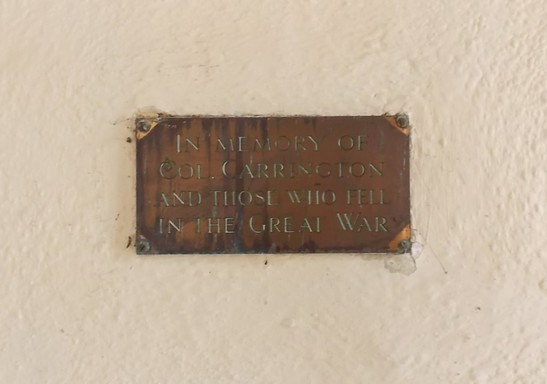 IN MEMORY OF
COL. CARRINGTON
AND THOSE WHO FELL
IN THE GREAT WAR